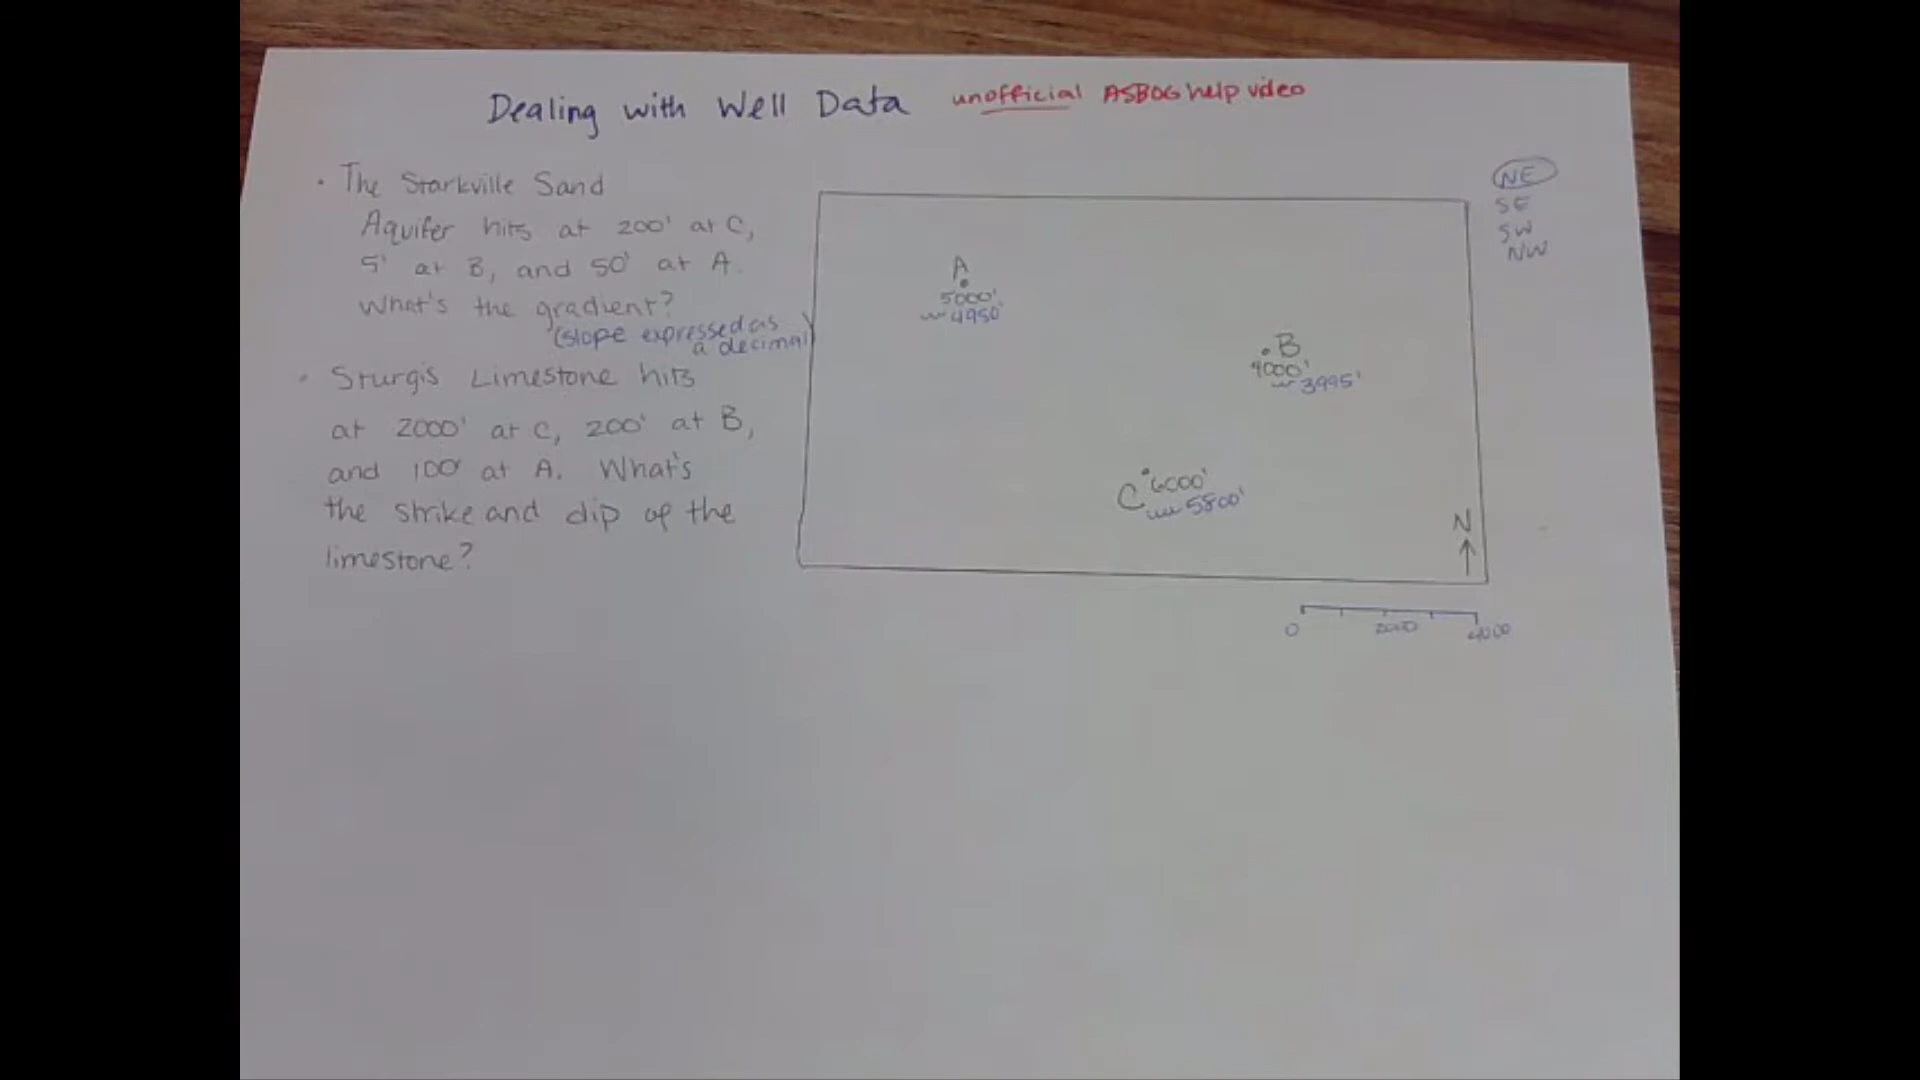 Dealing with Well Data unofficial ASBOG help video
• The Starkville Sand
Aquifer hits at 200' at C,
5' at B, and 50' at A.
What's the gradient?
(slope expressed as
a decimal)
• Sturgis Limestone hits
at 2000' at C, 200' at B,
and 100' at A. What's
the strike and dip of the
limestone?
A
5000'
4950'
B
4000'
3995'
C 6000'
5800'
N
NE
SE
SW
NW
0 2000 4000